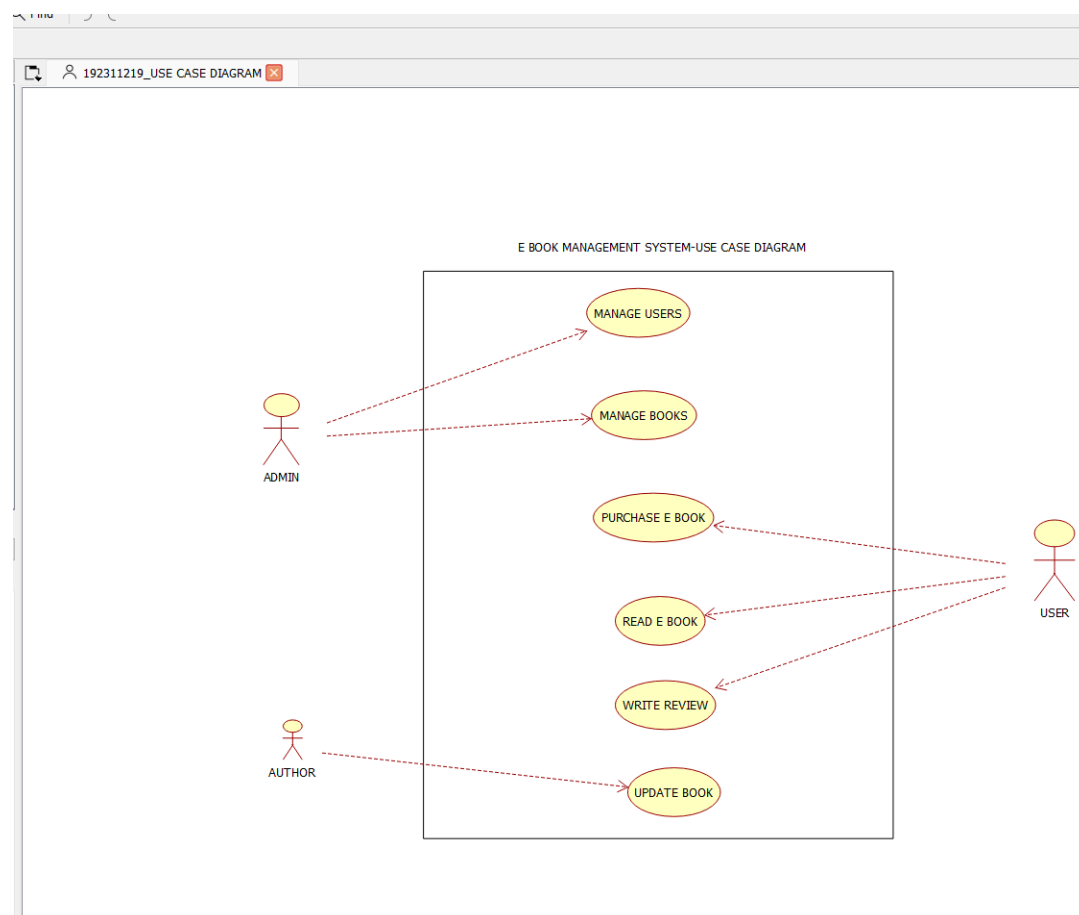 Find
192311219_USE CASE DIAGRAM
E BOOK MANAGEMENT SYSTEM-USE CASE DIAGRAM
MANAGE USERS
MANAGE BOOKS
ADMIN
PURCHASE E BOOK
USER
READ E BOOK
WRITE REVIEW
AUTHOR
UPDATE BOOK